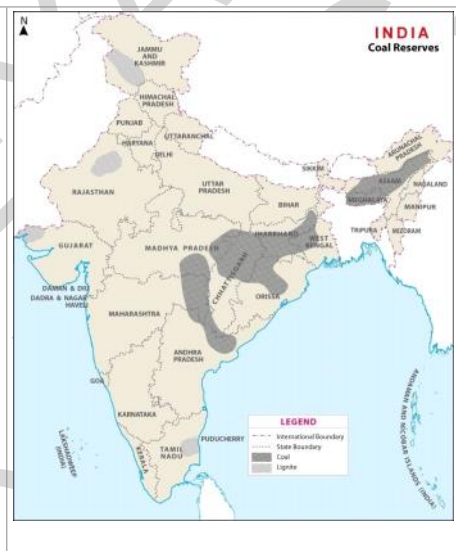 N
INDIA
Coal Reserves
JAMMU
AND
KASHMIR
HIMACHAL
PRADESH
PUNJAB
UTTARANCHAL
HARYANA
DELHI
ARUNACHAL
PRADESH
SIKKIM
RAJASTHAN
UTTAR
PRADESH
ASSAM
NAGALAND
MEGHALAYA
BIHAR
MANIPUR
TRIPURA
MIZORAM
JHARKHAND
WEST
BENGAL
GUJARAT
MADHYA PRADESH
CHHATTISGARH
DAMAN & DIU
DADRA & NAGAR
HAVELI
ORISSA
MAHARASHTRA
ANDHRA
PRADESH
GOA
KARNATAKA
ANDAMAN AND NICOBAR ISLANDS (INDIA)
LAKSHADWEEP
(INDIA)
KERALA
TAMIL
NADU
PUDUCHERRY
LEGEND
International Boundary
State Boundary
Coal
Lignite